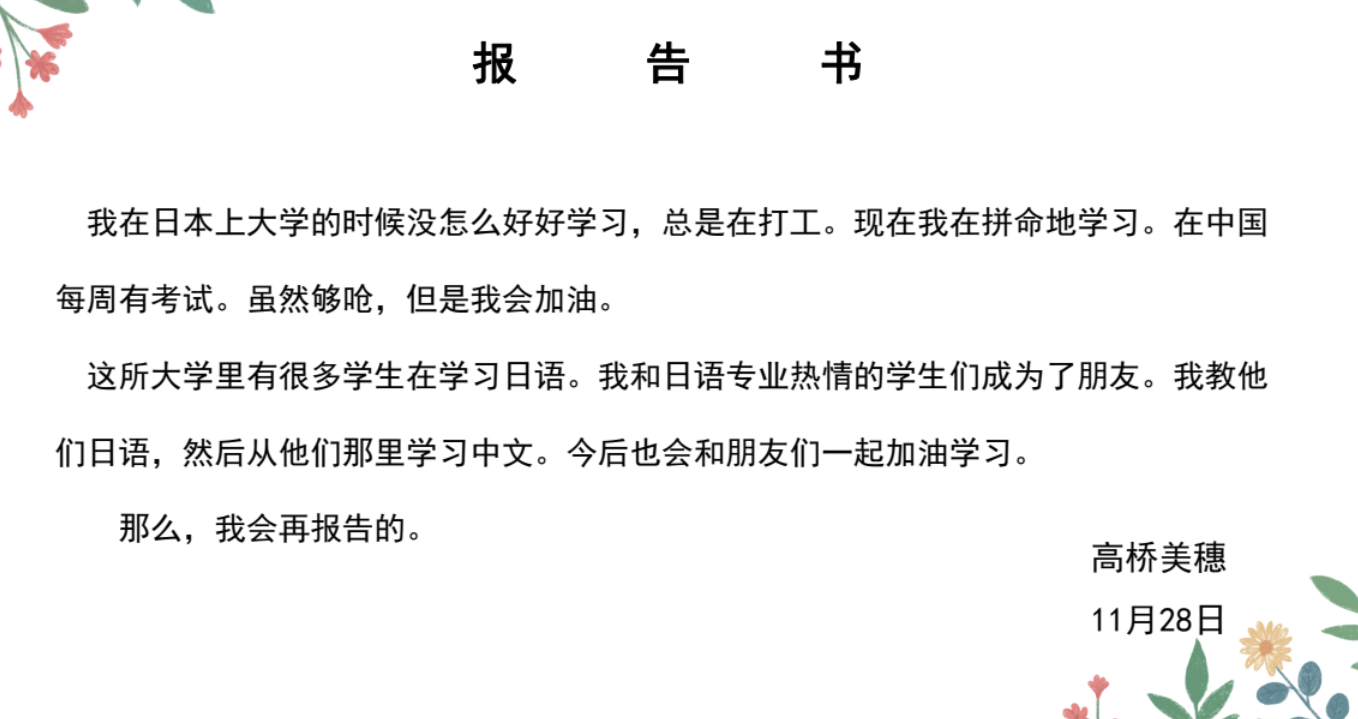 报 告 书
我在日本上大学的时候没怎么好好学习，总是在打工。现在我在拼命地学习。在中国
每周有考试。虽然够呛，但是我会加油。
这所大学里有很多学生在学习日语。我和日语专业热情的学生们成为了朋友。我教他
们日语，然后从他们那里学习中文。今后也会和朋友们一起加油学习。
那么，我会再报告的。
高桥美穗
11月28日